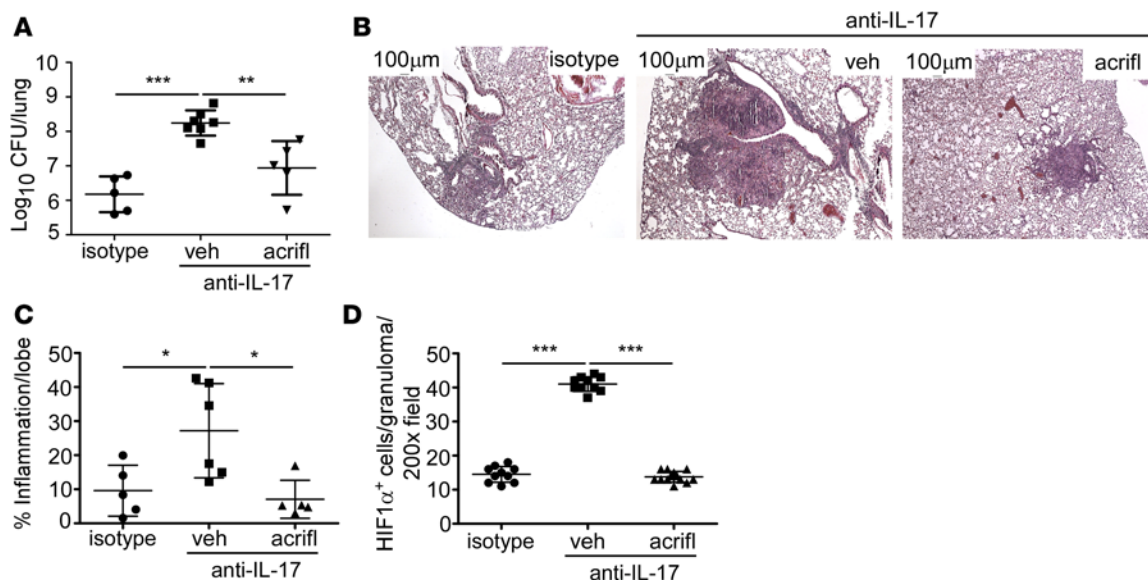 A
Log10 CFU/lung
10
9
8
7
6
5
*** **
isotype veh acrifl
anti-IL-17
B
anti-IL-17
100μm isotype
100μm veh
100μm acrifl
C
% Inflammation/lobe
50
40
30
20
10
0
* *
isotype veh acrifl
anti-IL-17
D
HIF1α+ cells/granuloma/
200x field
50
40
30
20
10
0
*** ***
isotype veh acrifl
anti-IL-17